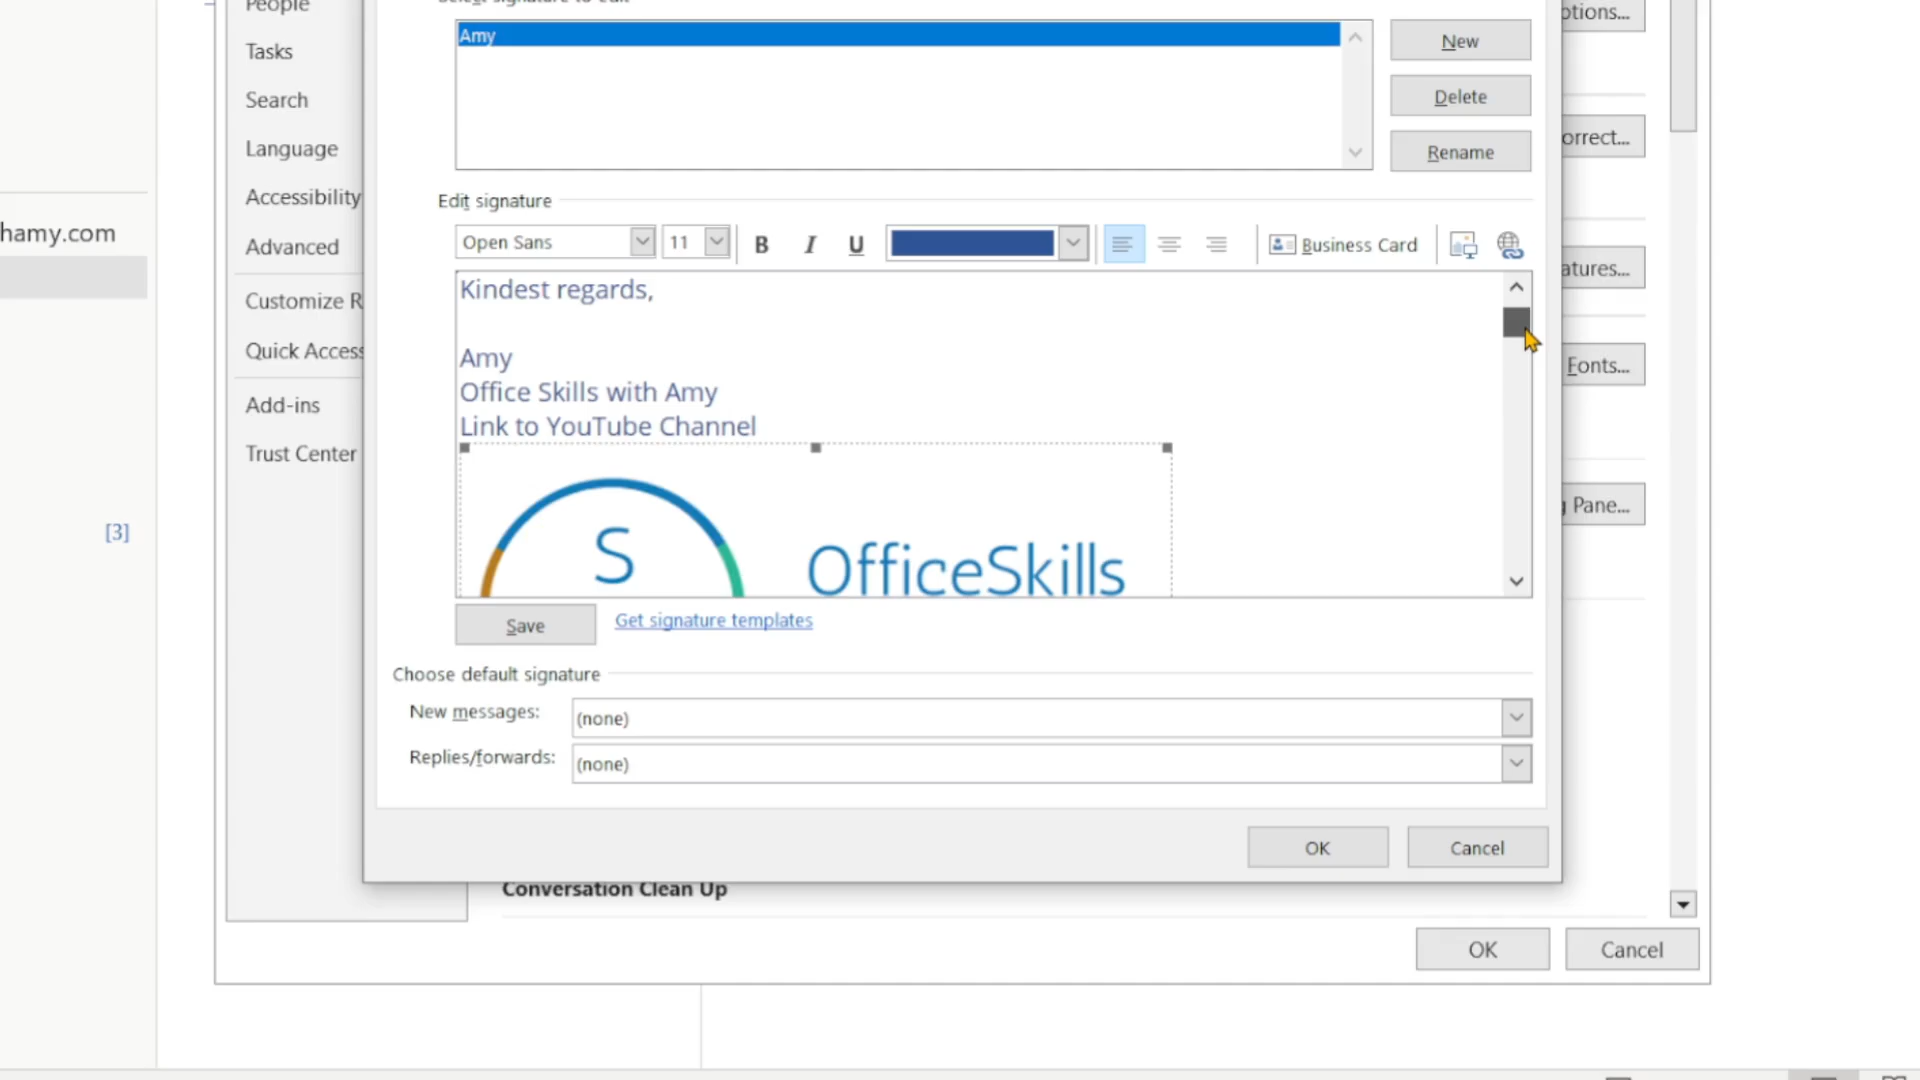 People
Tasks
Search
Language
Accessibility
Advanced
Customize R
Quick Access
Add-ins
Trust Center
hamy.com
[3]
Select signature to edit
Amy
New
Delete
Rename
Edit signature
Open Sans 11 B I U Business Card
Kindest regards,
Amy
Office Skills with Amy
Link to YouTube Channel
S OfficeSkills
Save Get signature templates
Choose default signature
New messages: (none)
Replies/forwards: (none)
OK Cancel
ptions...
orrect...
atures...
Fonts...
g Pane...
Conversation Clean Up
OK Cancel